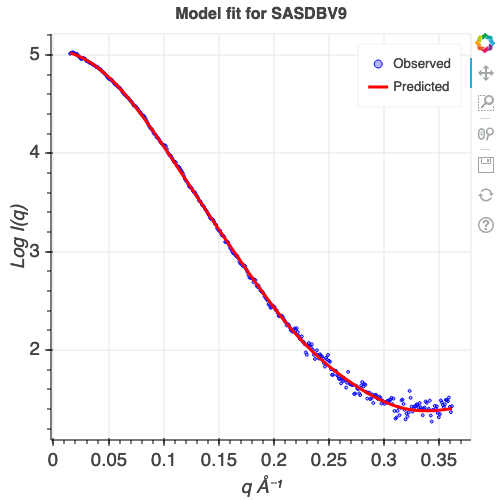 Model fit for SASDBV9
Observed
Predicted
5
4
3
2
Log I(q)
0 0.05 0.1 0.15 0.2 0.25 0.3 0.35
q Å⁻¹